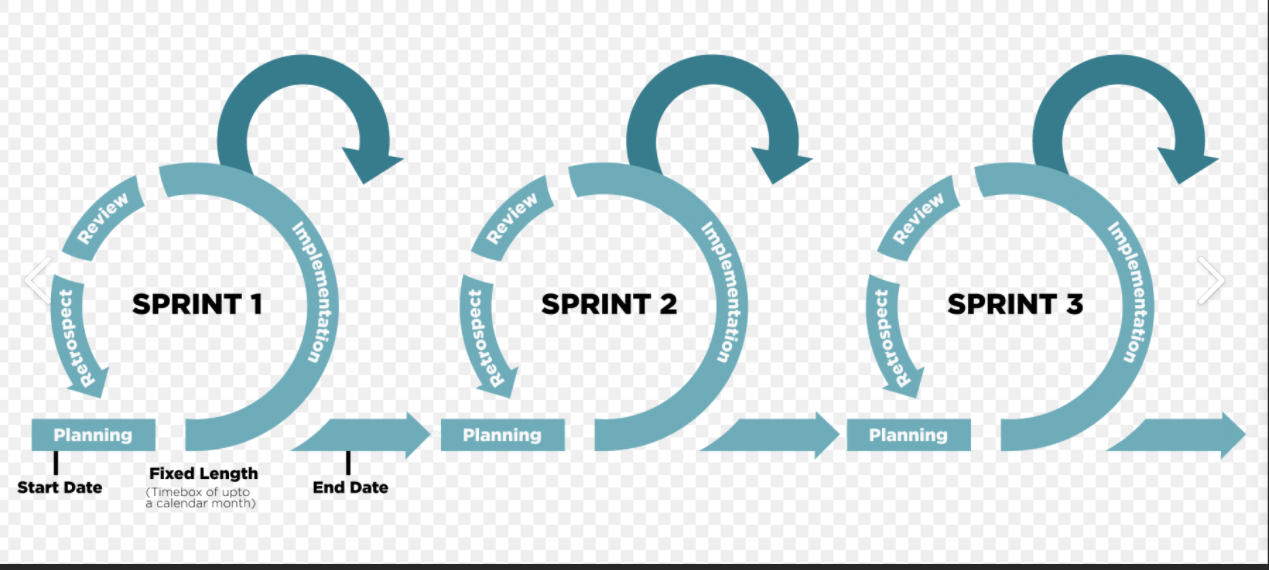 SPRINT 1
Planning
Implementation
Review
Retrospect
Start Date
Fixed Length
(Timebox of upto
a calendar month)
End Date
SPRINT 2
Planning
Implementation
Review
Retrospect
SPRINT 3
Planning
Implementation
Review
Retrospect